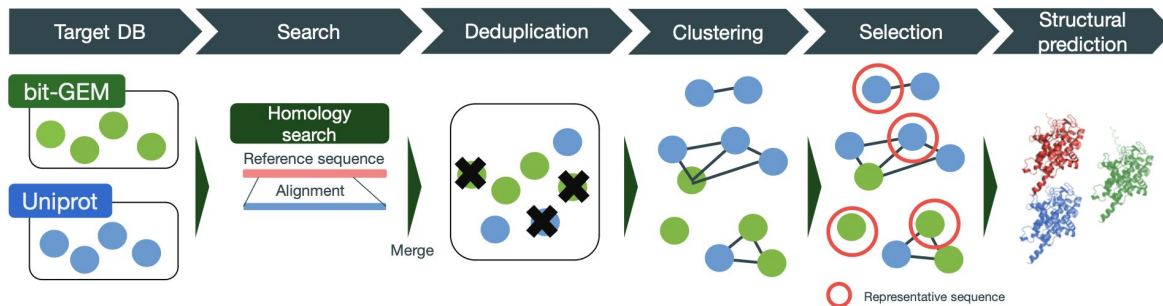 Target DB
Search
Deduplication
Clustering
Selection
Structural
prediction
bit-GEM
Uniprot
Homology
search
Reference sequence
Alignment
Merge
Representative sequence